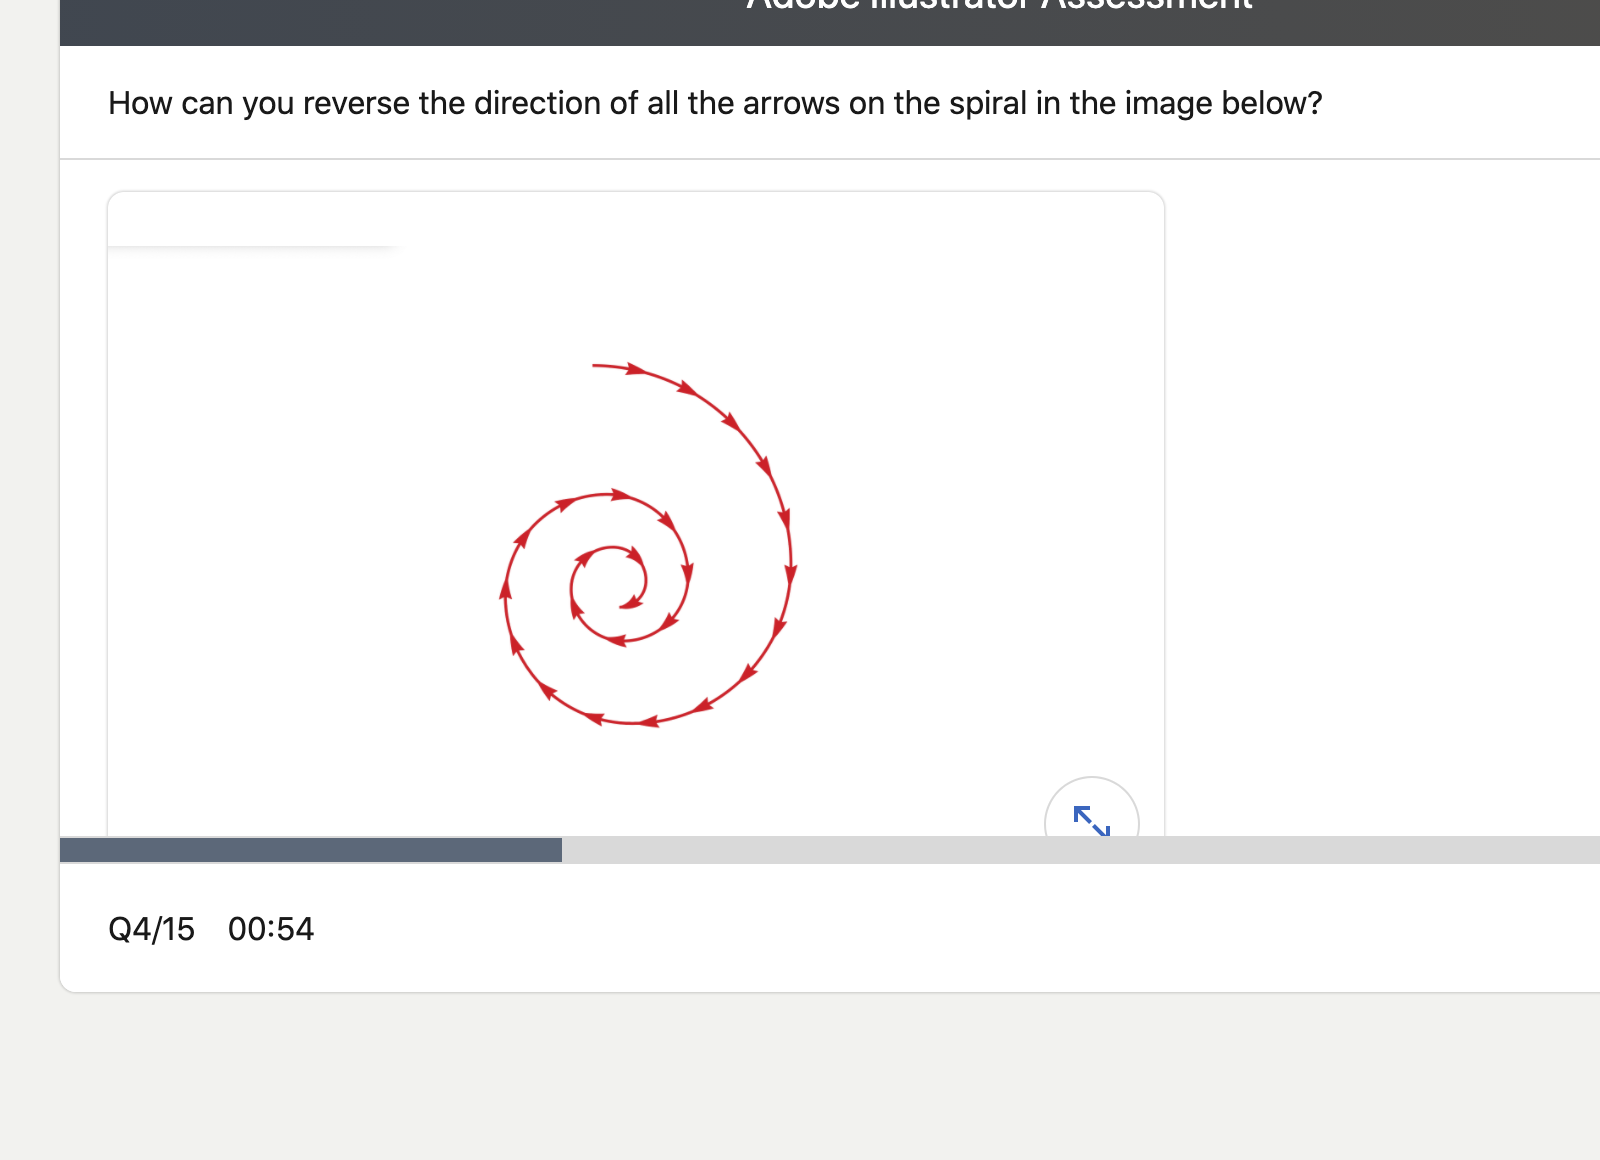 Adobe Illustrator Assessment
How can you reverse the direction of all the arrows on the spiral in the image below?
Q4/15 00:54